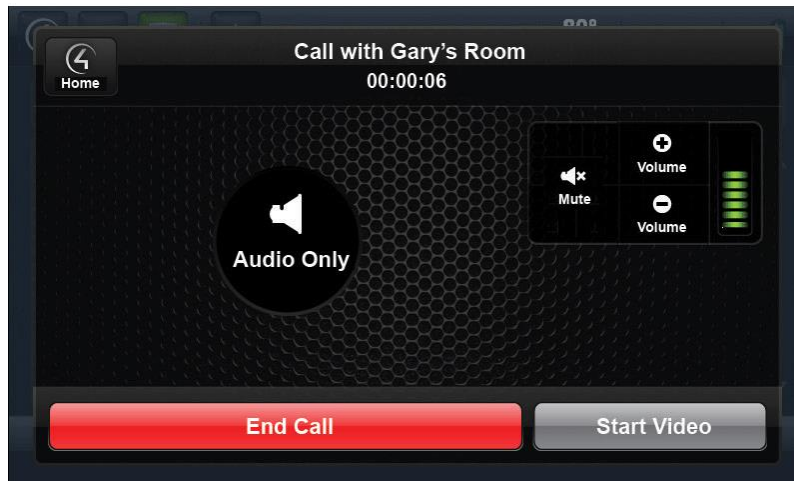 Call with Gary's Room
00:00:06
Home
Audio Only
Mute
Volume
Volume
End Call
Start Video